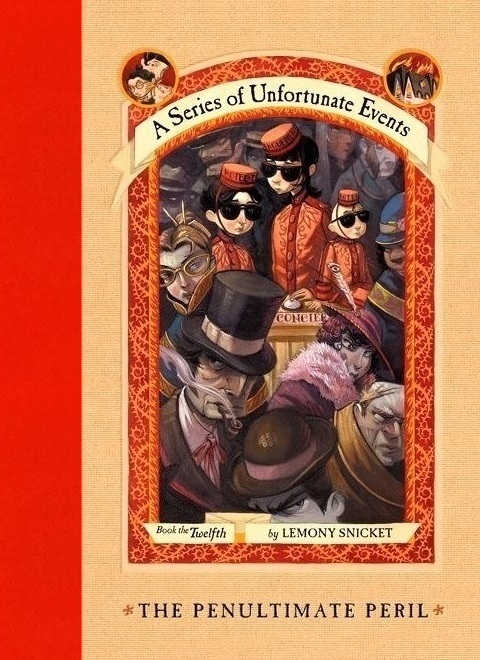 A Series of Unfortunate Events
CONCIE
Book the Twelfth
by LEMONY SNICKET
*THE PENULTIMATE PERIL*